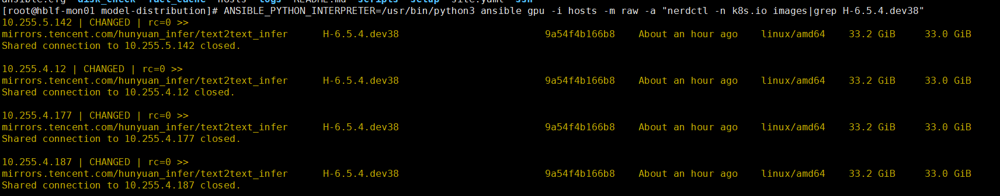 ansible.cfg disk_check fact_cache hosts logs README.md scripts setup site.yaml ssh
[root@hblf-mon01 model-distribution]# ANSIBLE_PYTHON_INTERPRETER=/usr/bin/python3 ansible gpu -i hosts -m raw -a "nerdctl -n k8s.io images|grep H-6.5.4.dev38"
10.255.5.142 | CHANGED | rc=0 >>
mirrors.tencent.com/hunyuan_infer/text2text_infer H-6.5.4.dev38 9a54f4b166b8 About an hour ago linux/amd64 33.2 GiB 33.0 GiB
Shared connection to 10.255.5.142 closed.
10.255.4.12 | CHANGED | rc=0 >>
mirrors.tencent.com/hunyuan_infer/text2text_infer H-6.5.4.dev38 9a54f4b166b8 About an hour ago linux/amd64 33.2 GiB 33.0 GiB
Shared connection to 10.255.4.12 closed.
10.255.4.177 | CHANGED | rc=0 >>
mirrors.tencent.com/hunyuan_infer/text2text_infer H-6.5.4.dev38 9a54f4b166b8 About an hour ago linux/amd64 33.2 GiB 33.0 GiB
Shared connection to 10.255.4.177 closed.
10.255.4.187 | CHANGED | rc=0 >>
mirrors.tencent.com/hunyuan_infer/text2text_infer H-6.5.4.dev38 9a54f4b166b8 About an hour ago linux/amd64 33.2 GiB 33.0 GiB
Shared connection to 10.255.4.187 closed.